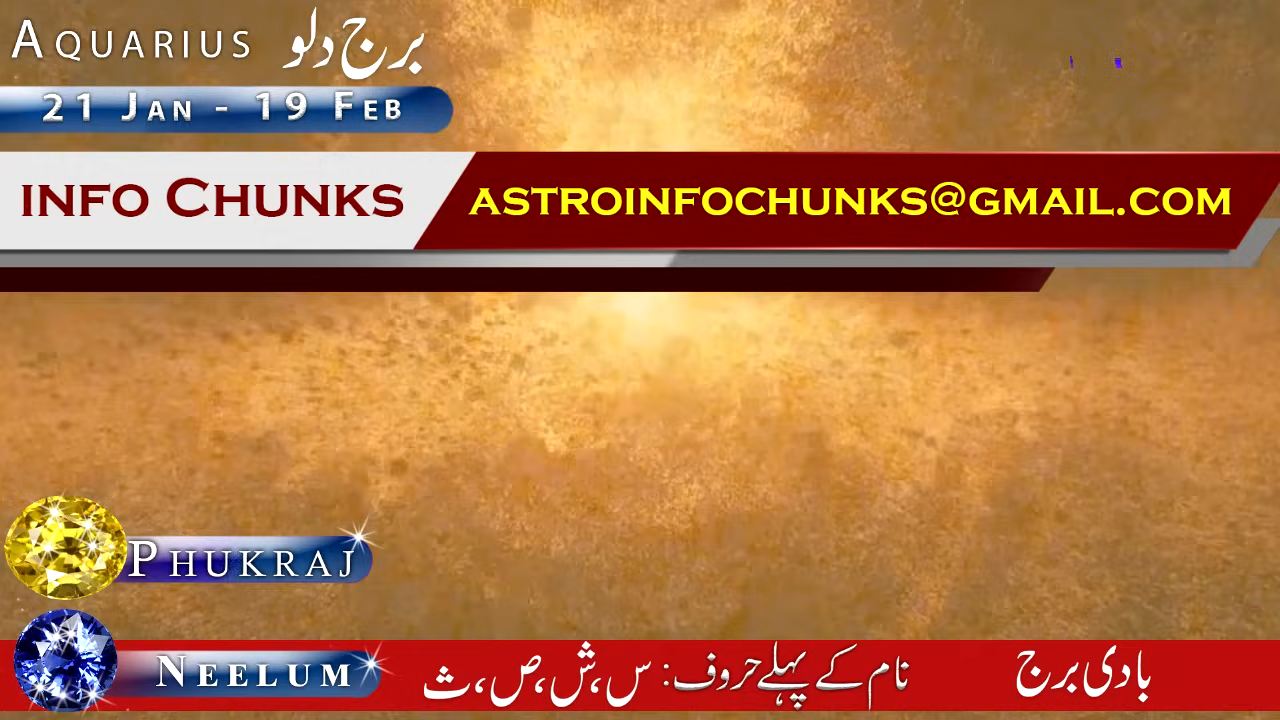 AQUARIUS برج دلو
21 JAN - 19 FEB
INFO CHUNKS
ASTROINFOCHUNKS@GMAIL.COM
PHUKRAJ
NEELUM
نام کے پہلے حروف: س، ش، ص، ث
بادی برج